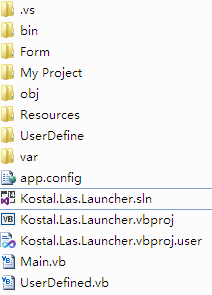 .vs
bin
Form
My Project
obj
Resources
UserDefine
var
app.config
Kostal.Las.Launcher.sln
Kostal.Las.Launcher.vbproj
Kostal.Las.Launcher.vbproj.user
Main.vb
UserDefined.vb